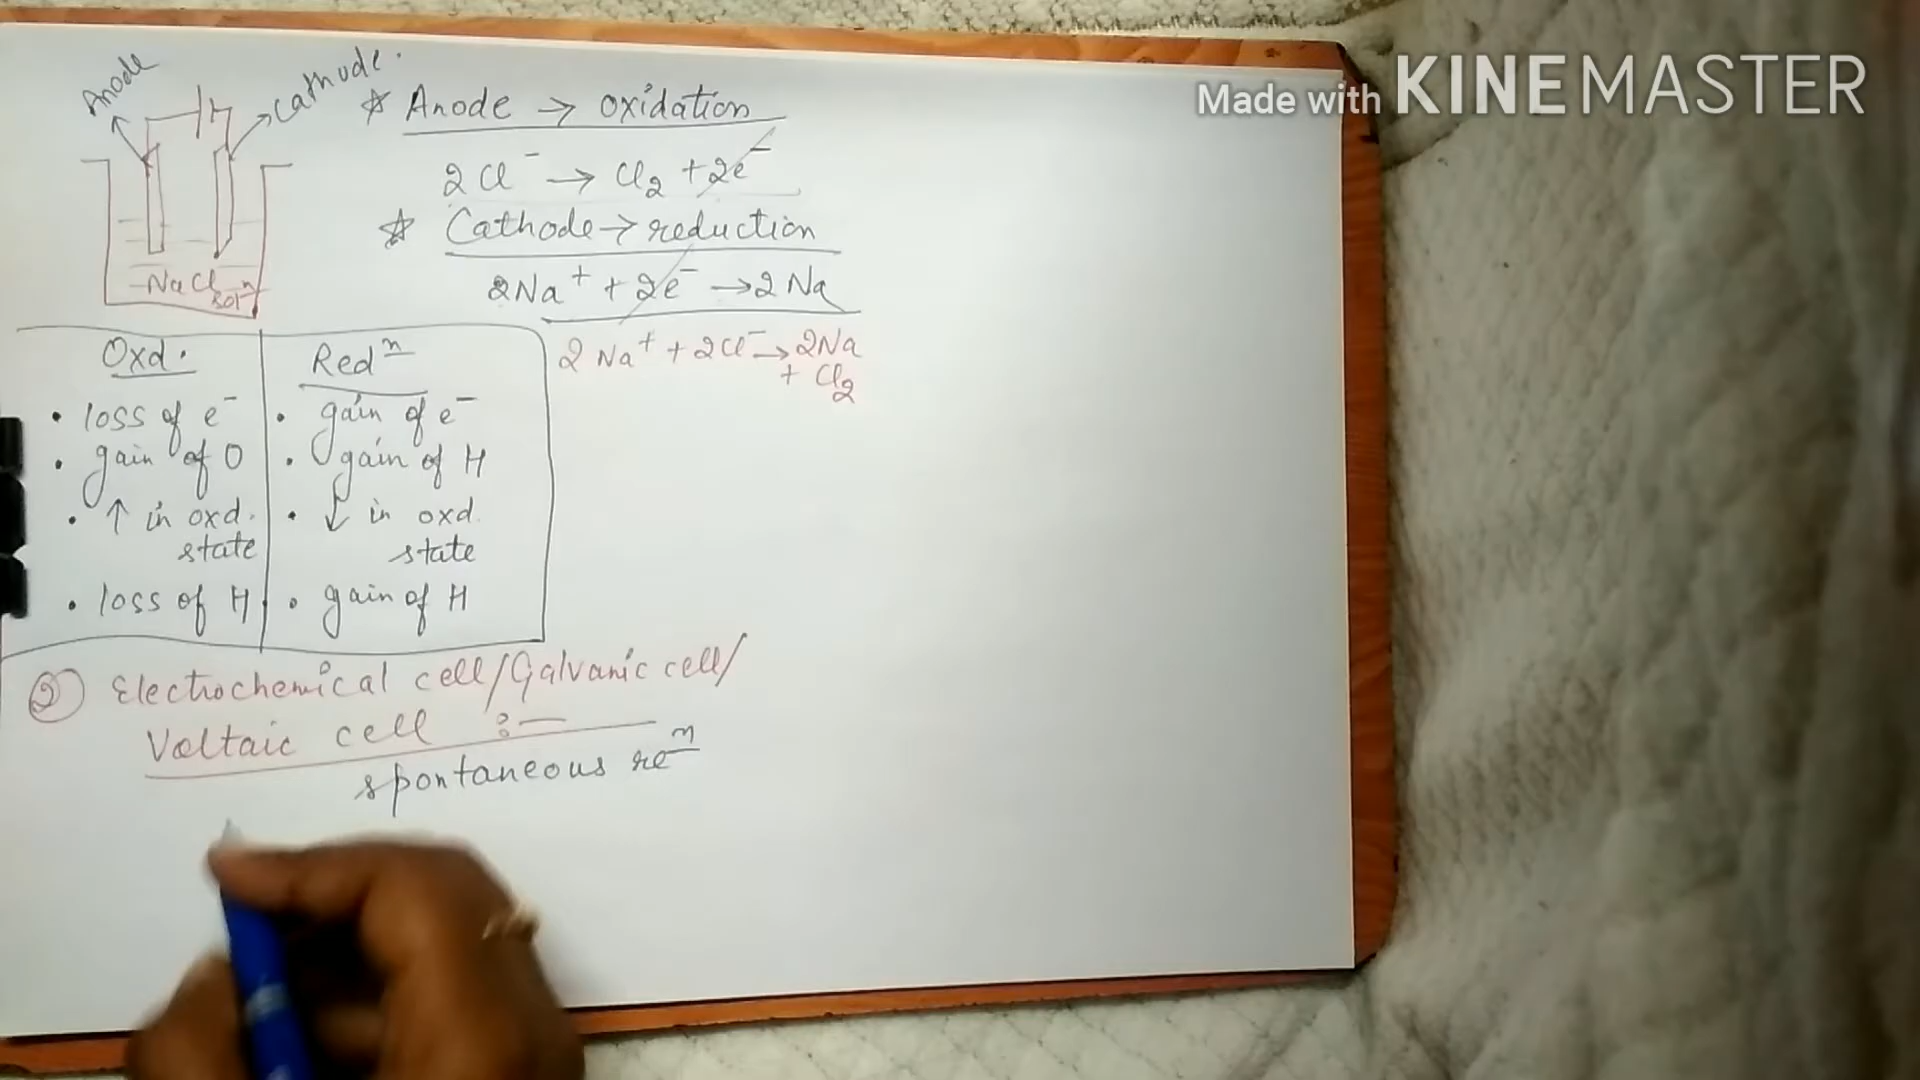 Anode
Cathode.
NaCl soln
☆ Anode → oxidation
2Cl⁻ → Cl₂ + 2e⁻
☆ Cathode → reduction
2Na⁺ + 2e⁻ → 2Na
2Na⁺ + 2Cl⁻ → 2Na
+ Cl₂
Oxd.
• loss of e⁻
• gain of O
• ↑ in oxd.
state
• loss of H
Redⁿ
• gain of e⁻
• gain of H
• ↓ in oxd.
state
• gain of H
② Electrochemical cell/Galvanic cell/
Voltaic cell :—
spontaneous reⁿ
Made with KINEMASTER